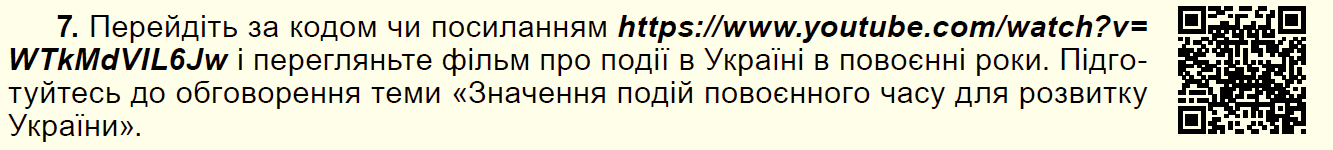 7. Перейдіть за кодом чи посиланням https://www.youtube.com/watch?v=
WTkMdVIL6Jw і перегляньте фільм про події в Україні в повоєнні роки. Підго-
туйтесь до обговорення теми «Значення подій повоєнного часу для розвитку
України».